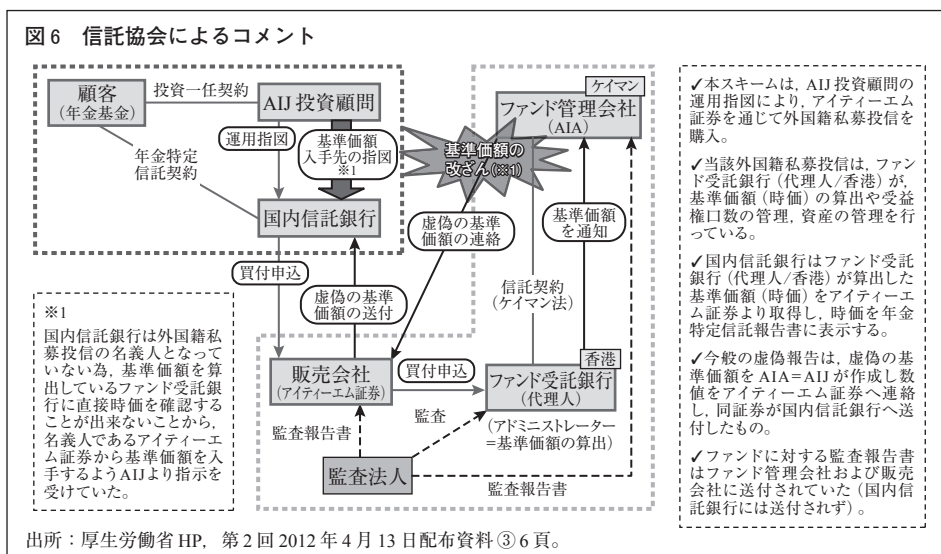 図6 信託協会によるコメント
顧客
(年金基金)
投資一任契約
AIJ 投資顧問
運用指図
基準価額
入手先の指図
※1
年金特定
信託契約
国内信託銀行
ケイマン
ファンド管理会社
(AIA)
基準価額の
改ざん(※1)
虚偽の基準
価額の連絡
基準価額
を通知
買付申込
虚偽の基準
価額の送付
信託契約
(ケイマン法)
販売会社
(アイティーエム証券)
買付申込
香港
ファンド受託銀行
(代理人)
(アドミニストレーター
=基準価額の算出)
監査報告書
監査
監査法人
監査報告書
※1
国内信託銀行は外国籍私
募投信の名義人となって
いない為,基準価額を算
出しているファンド受託銀
行に直接時価を確認する
ことが出来ないことから,
名義人であるアイティーエ
ム証券から基準価額を入
手するようAIJより指示を
受けていた。
✓本スキームは,AIJ 投資顧問の
運用指図により,アイティーエム
証券を通じて外国籍私募投信を
購入。
✓当該外国籍私募投信は,ファン
ド受託銀行(代理人/香港)が,
基準価額(時価)の算出や受益
権口数の管理,資産の管理を行
っている。
✓国内信託銀行はファンド受託
銀行(代理人/香港)が算出した
基準価額(時価)をアイティーエ
ム証券より取得し,時価を年金
特定信託報告書に表示する。
✓今般の虚偽報告は,虚偽の基
準価額をAIA=AIJが作成し数
値をアイティーエム証券へ連絡
し,同証券が国内信託銀行へ送
付したもの。
✓ファンドに対する監査報告書
はファンド管理会社および販売
会社に送付されていた(国内信
託銀行には送付されず)。
出所:厚生労働省 HP, 第2回 2012年4月13日配布資料③6頁。